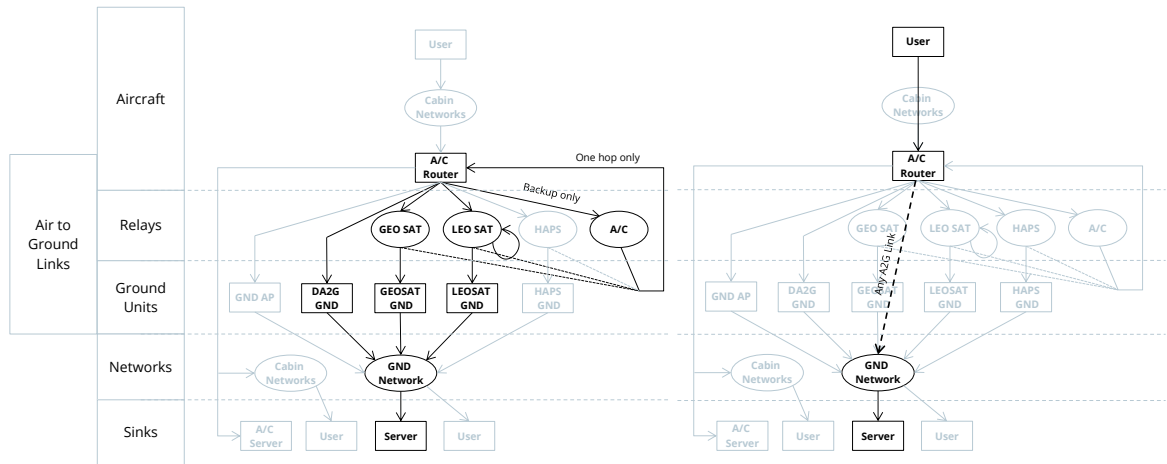 Aircraft
Air to
Ground
Links
Relays
Ground
Units
Networks
Sinks
User
Cabin
Networks
A/C
Router
One hop only
Backup only
GEO SAT
LEO SAT
HAPS
A/C
GND AP
DA2G
GND
GEOSAT
GND
LEOSAT
GND
HAPS
GND
Cabin
Networks
GND
Network
A/C
Server
User
Server
User
User
Cabin
Networks
A/C
Router
GEO SAT
LEO SAT
HAPS
A/C
Any A2G Link
GND AP
DA2G
GND
GEOSAT
GND
LEOSAT
GND
HAPS
GND
Cabin
Networks
GND
Network
A/C
Server
User
Server
User